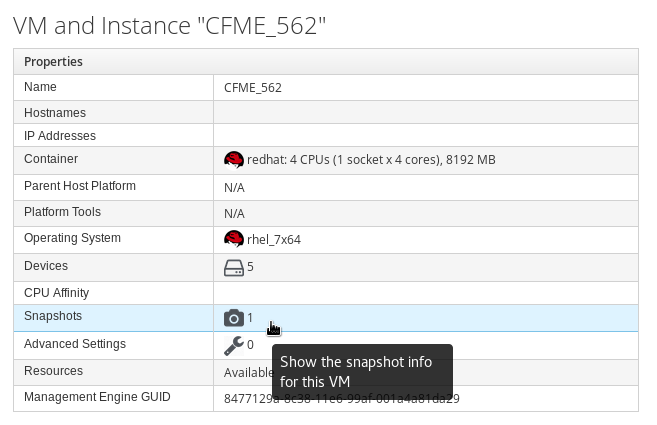 VM and Instance "CFME_562"
Properties
Name CFME_562
Hostnames
IP Addresses
Container redhat: 4 CPUs (1 socket x 4 cores), 8192 MB
Parent Host Platform N/A
Platform Tools N/A
Operating System rhel_7x64
Devices 5
CPU Affinity
Snapshots 1
Advanced Settings 0
Show the snapshot info
for this VM
Resources Available
Management Engine GUID 8477129a-8c38-11e6-99af-001a4a81da29